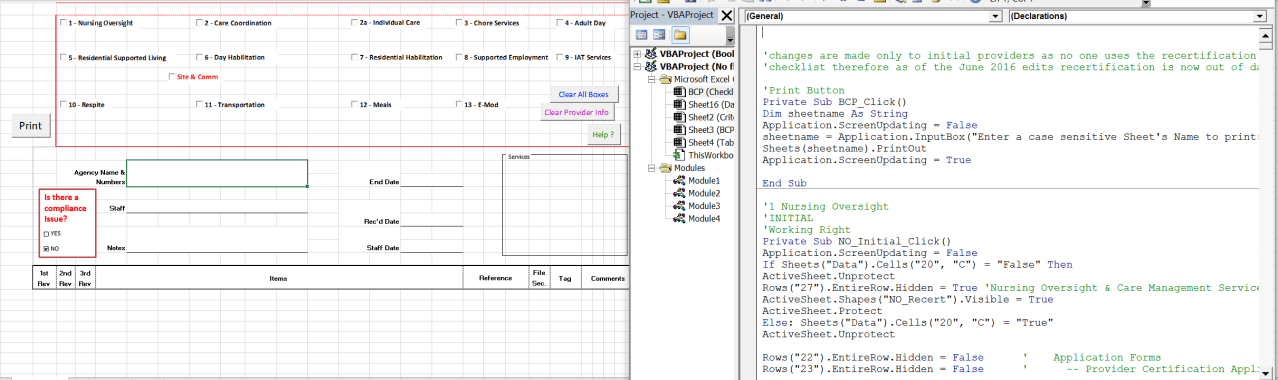 1 - Nursing Oversight
2 - Care Coordination
2a - Individual Care
3 - Chore Services
4 - Adult Day
5 - Residential Supported Living
6 - Day Habilitation
7 - Residential Habilitation
8 - Supported Employment
9 - IAT Services
Site & Comm
10 - Respite
11 - Transportation
12 - Meals
13 - E-Mod
Clear All Boxes
Clear Provider Info
Print
Help ?
Agency Name &
Numbers
End Date
Services
Is there a
compliance
issue?
YES
NO
Staff
Rec'd Date
Notes
Staff Date
1st
Rev
2nd
Rev
3rd
Rev
Items
Reference
File
Sec.
Tag
Comments
Project - VBAProject
VBAProject (Bool
VBAProject (No fi
Microsoft Excel
BCP (Checkl
Sheet16 (Da
Sheet2 (Crit
Sheet3 (BCP
Sheet4 (Tab
ThisWorkbo
Modules
Module1
Module2
Module3
Module4
(General)
(Declarations)
'changes are made only to initial providers as no one uses the recertification
'checklist therefore as of the June 2016 edits recertification is now out of da
'Print Button
Private Sub BCP_Click()
Dim sheetname As String
Application.ScreenUpdating = False
sheetname = Application.InputBox("Enter a case sensitive Sheet's Name to print
Sheets(sheetname).PrintOut
Application.ScreenUpdating = True
End Sub
'1 Nursing Oversight
'INITIAL
'Working Right
Private Sub NO_Initial_Click()
Application.ScreenUpdating = False
If Sheets("Data").Cells("20", "C") = "False" Then
ActiveSheet.Unprotect
Rows("27").EntireRow.Hidden = True 'Nursing Oversight & Care Management Service
ActiveSheet.Shapes("NO_Recert").Visible = True
ActiveSheet.Protect
Else: Sheets("Data").Cells("20", "C") = "True"
ActiveSheet.Unprotect
Rows("22").EntireRow.Hidden = False ' Application Forms
Rows("23").EntireRow.Hidden = False ' -- Provider Certification Appl